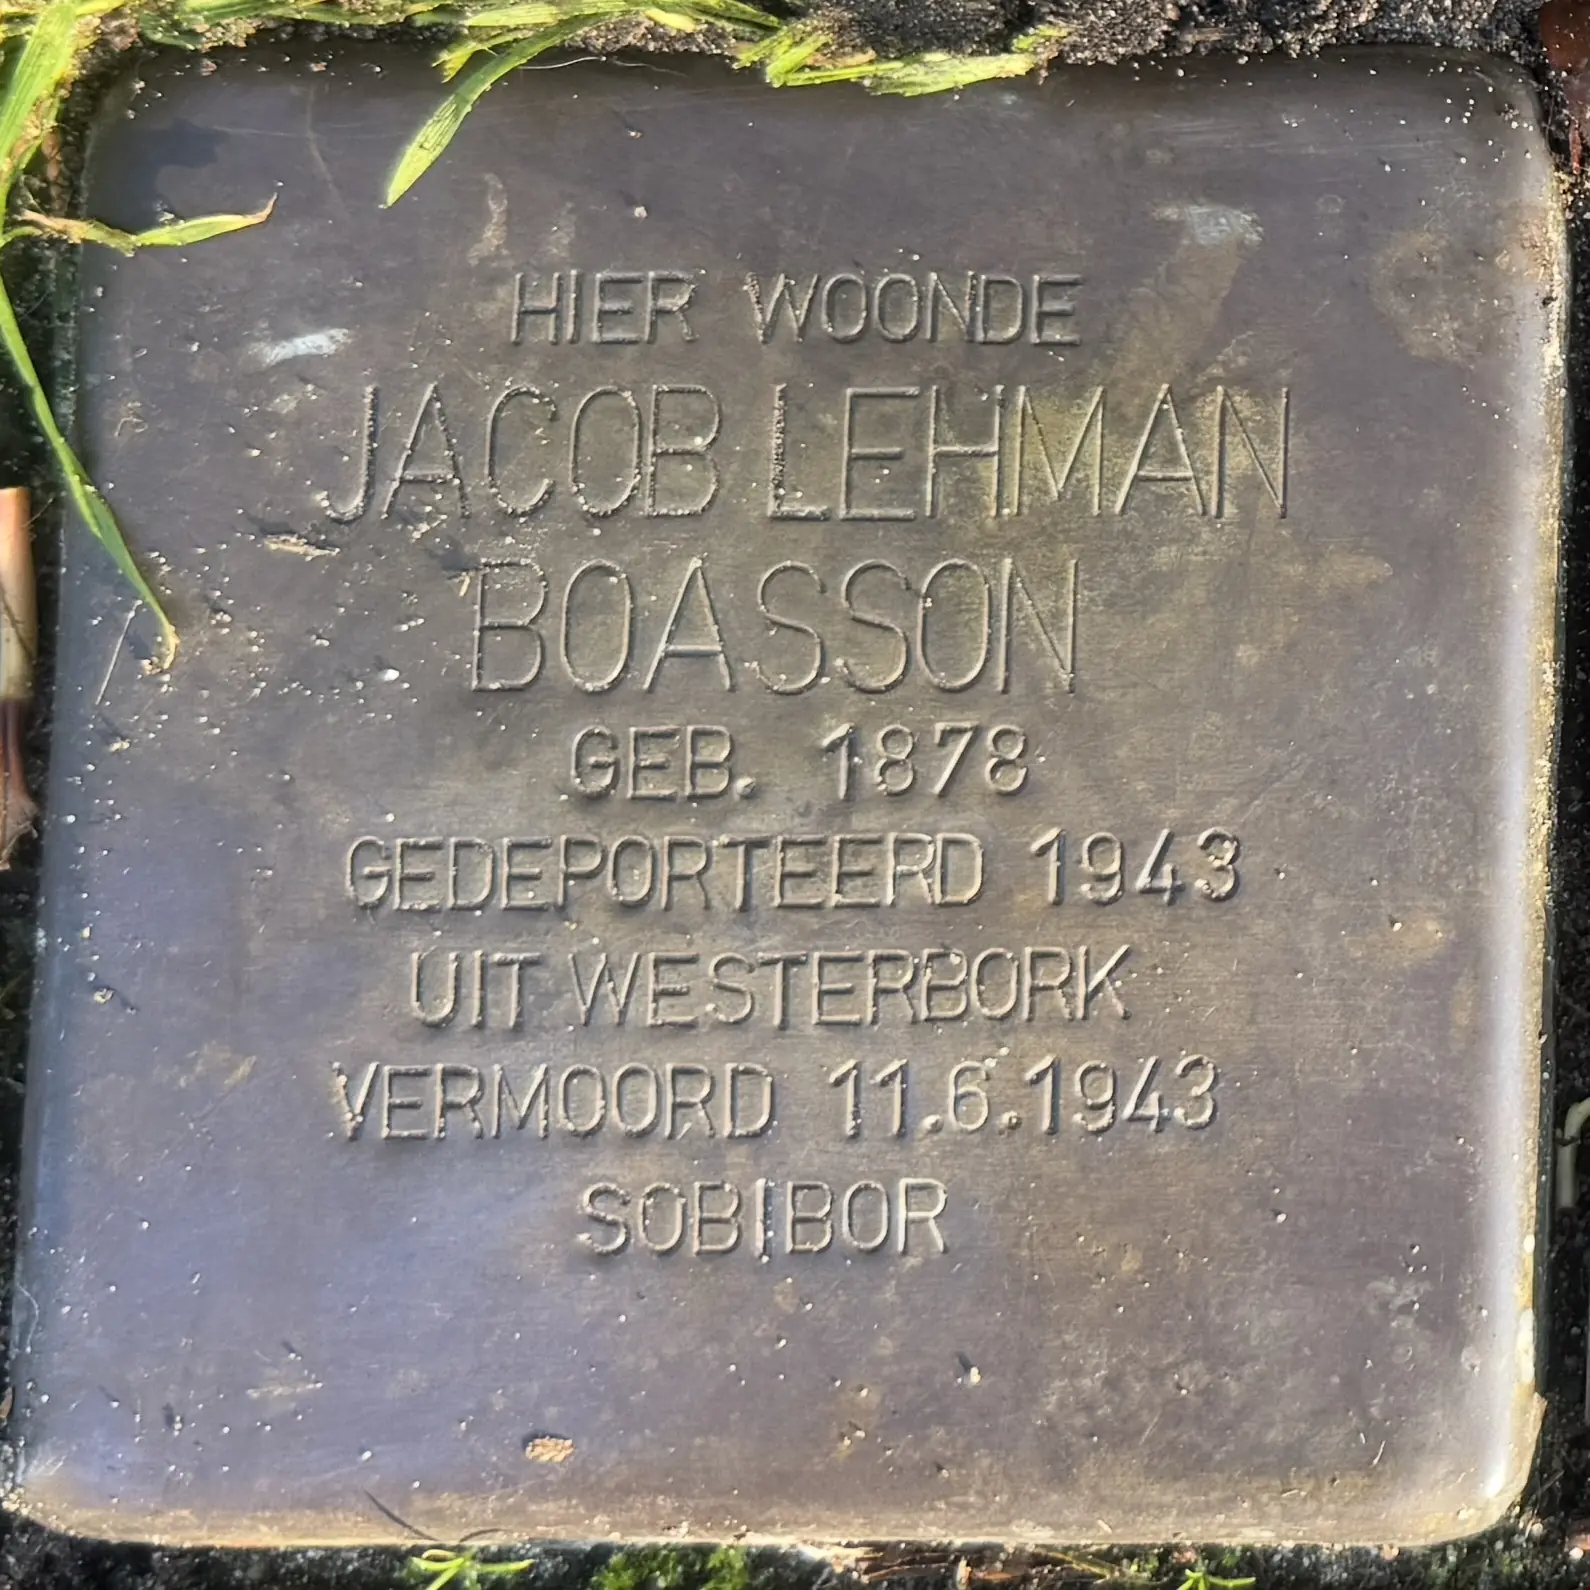 HIER WOONDE
JACOB LEHMAN
BOASSON
GEB. 1878
GEDEPORTEERD 1943
UIT WESTERBORK
VERMOORD 11.6.1943
SOBIBOR